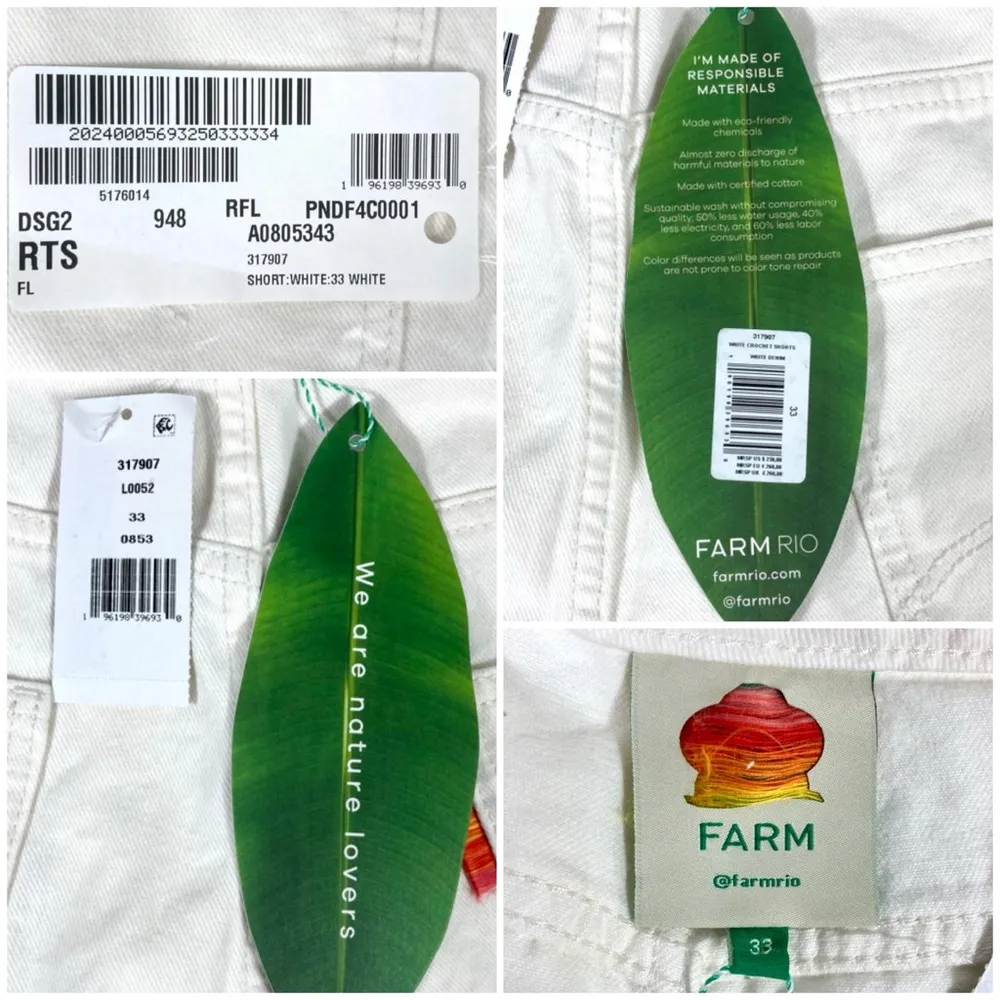 20240005693250333334
5176014
1 96198 39693 0
DSG2
948
RFL
PNDF4C0001
A0805343
RTS
317907
FL
SHORT:WHITE:33 WHITE
I'M MADE OF
RESPONSIBLE
MATERIALS
Made with eco-friendly
chemicals
Almost zero discharge of
harmful materials to nature
Made with certified cotton
Sustainable wash without compromising
quality: 50% less water usage, 40%
less electricity, and 60% less labor
consumption
Color differences will be seen as products
are not prone to color tone repair
317907
WHITE CROCHET SHORTS
WHITE DENIM
33
FARM RIO
farmrio.com
@farmrio
317907
L0052
33
0853
1 96198 39693 0
We are nature lovers
FARM
@farmrio
33